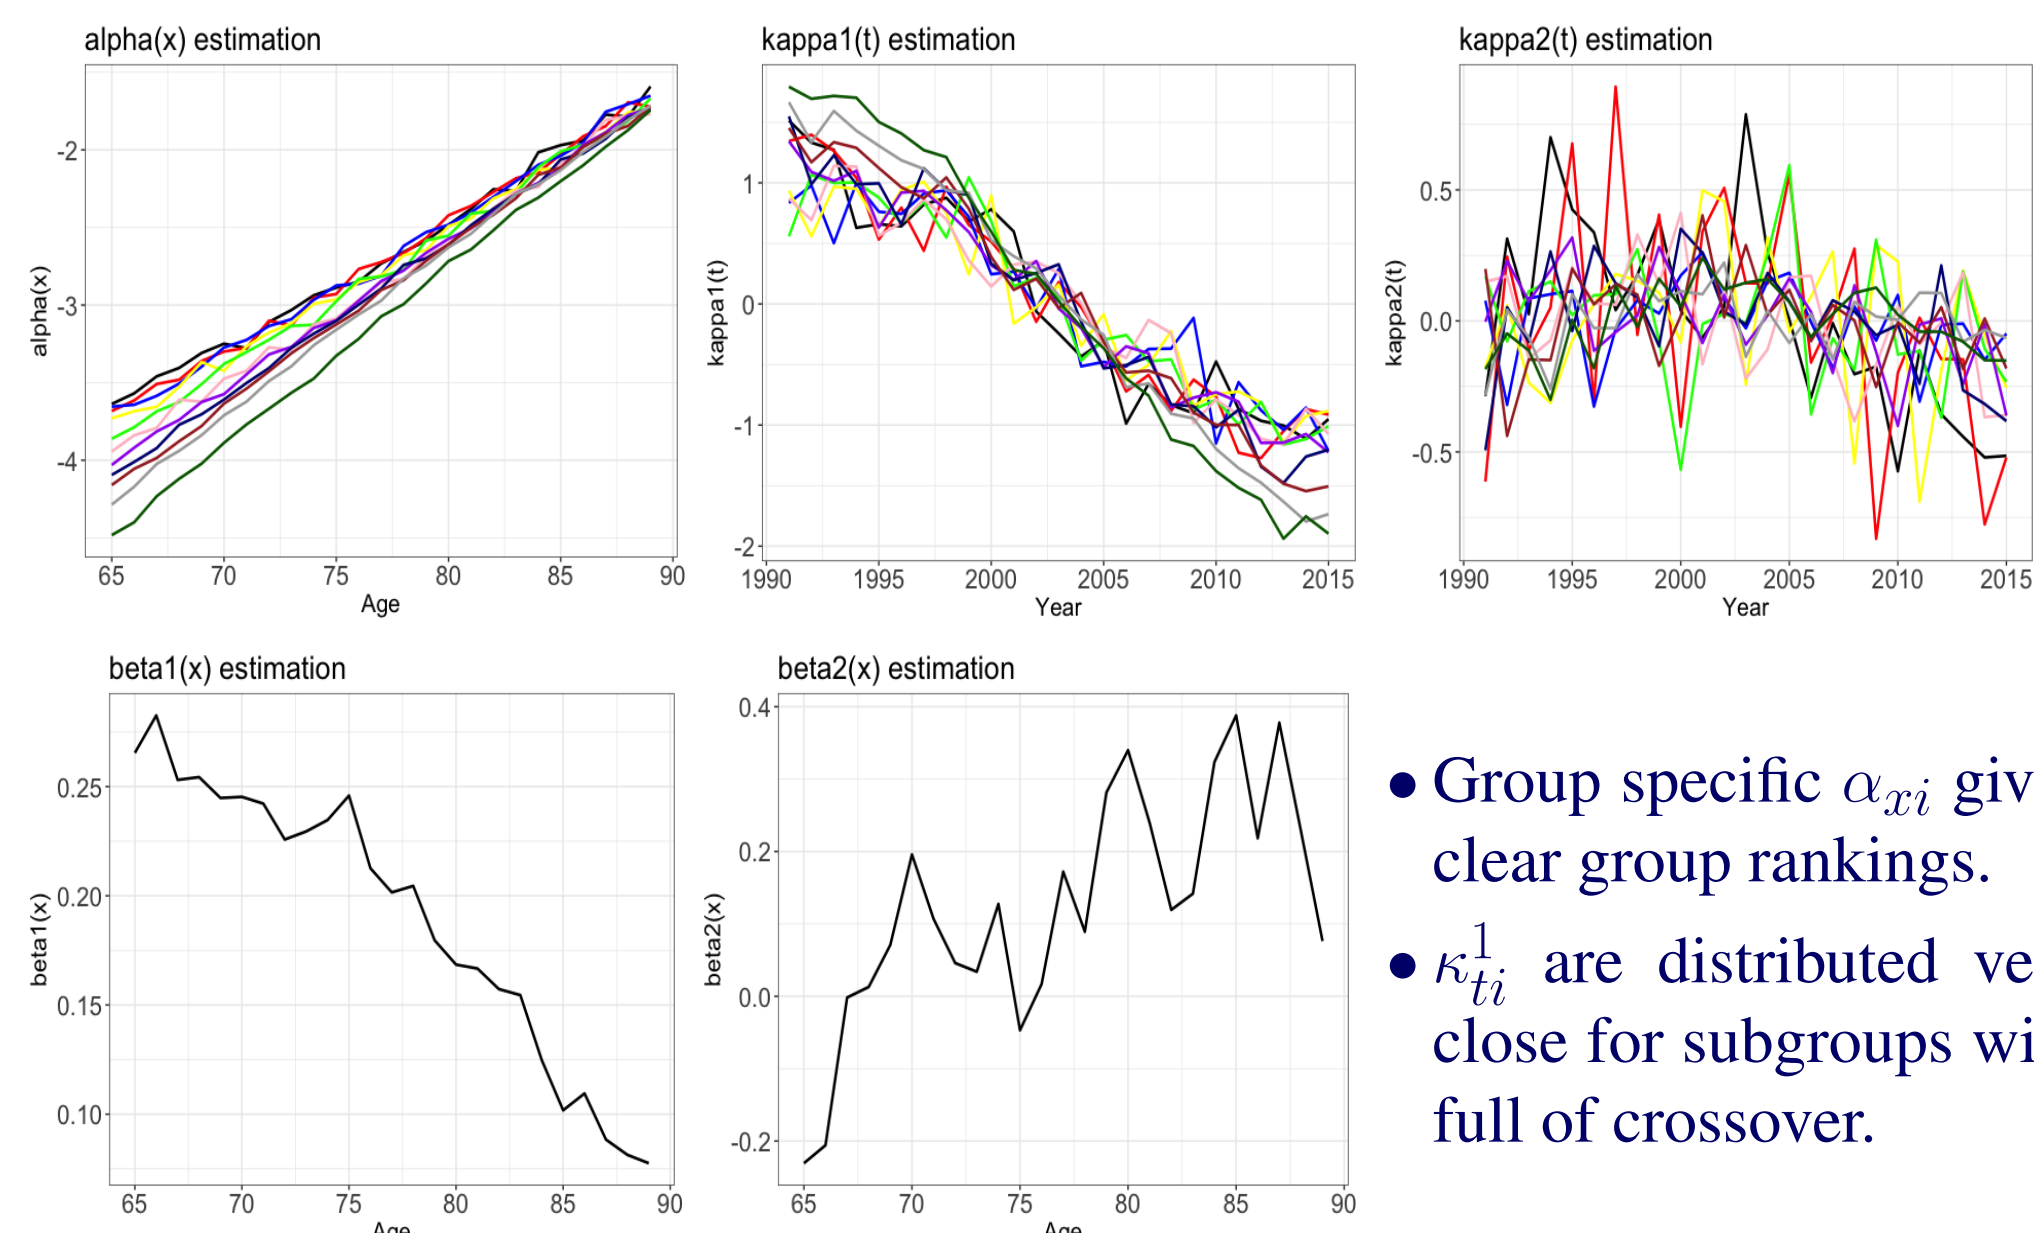 alpha(x) estimation
-2
-3
-4
alpha(x)
65 70 75 80 85 90
Age
kappa1(t) estimation
1
0
-1
-2
kappa1(t)
1990 1995 2000 2005 2010 2015
Year
kappa2(t) estimation
0.5
0.0
-0.5
kappa2(t)
1990 1995 2000 2005 2010 2015
Year
beta1(x) estimation
0.25
0.20
0.15
0.10
beta1(x)
65 70 75 80 85 90
Age
beta2(x) estimation
0.4
0.2
0.0
-0.2
beta2(x)
65 70 75 80 85 90
Age
• Group specific α_{xi} giv
clear group rankings.
• κ^1_{ti} are distributed ve
close for subgroups wi
full of crossover.